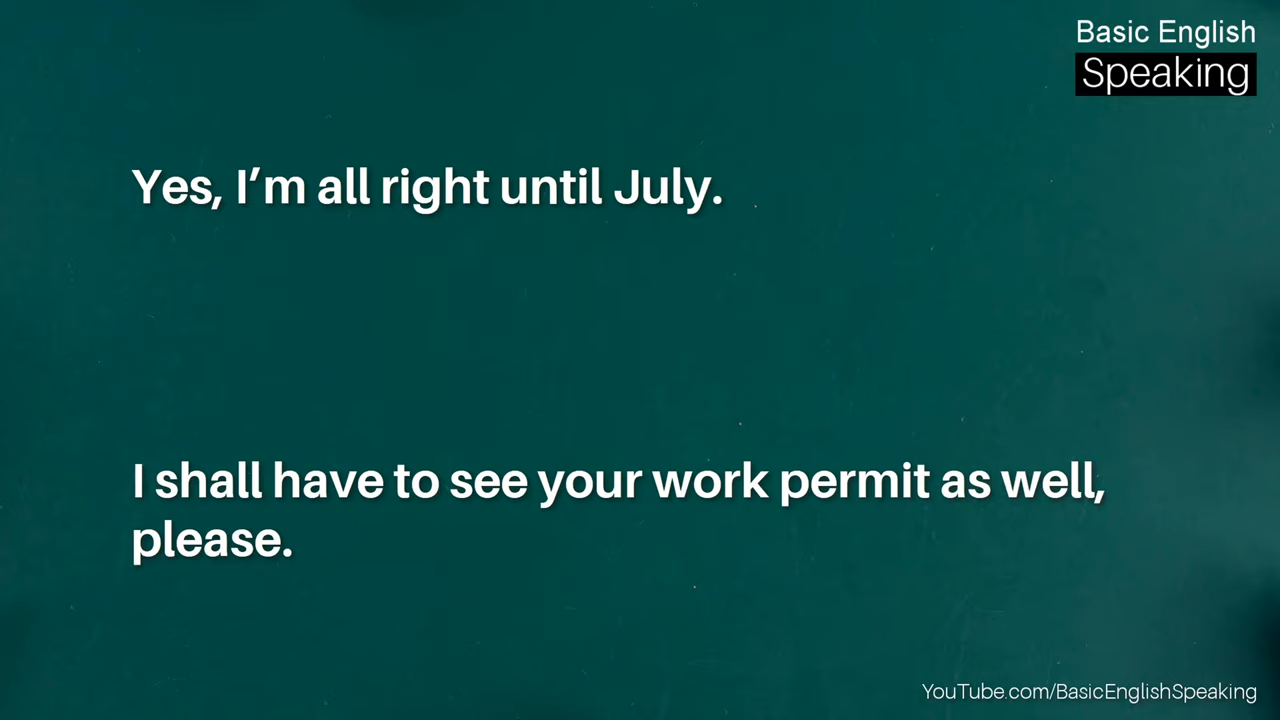 Basic English
Speaking
Yes, I’m all right until July.
I shall have to see your work permit as well,
please.
YouTube.com/BasicEnglishSpeaking